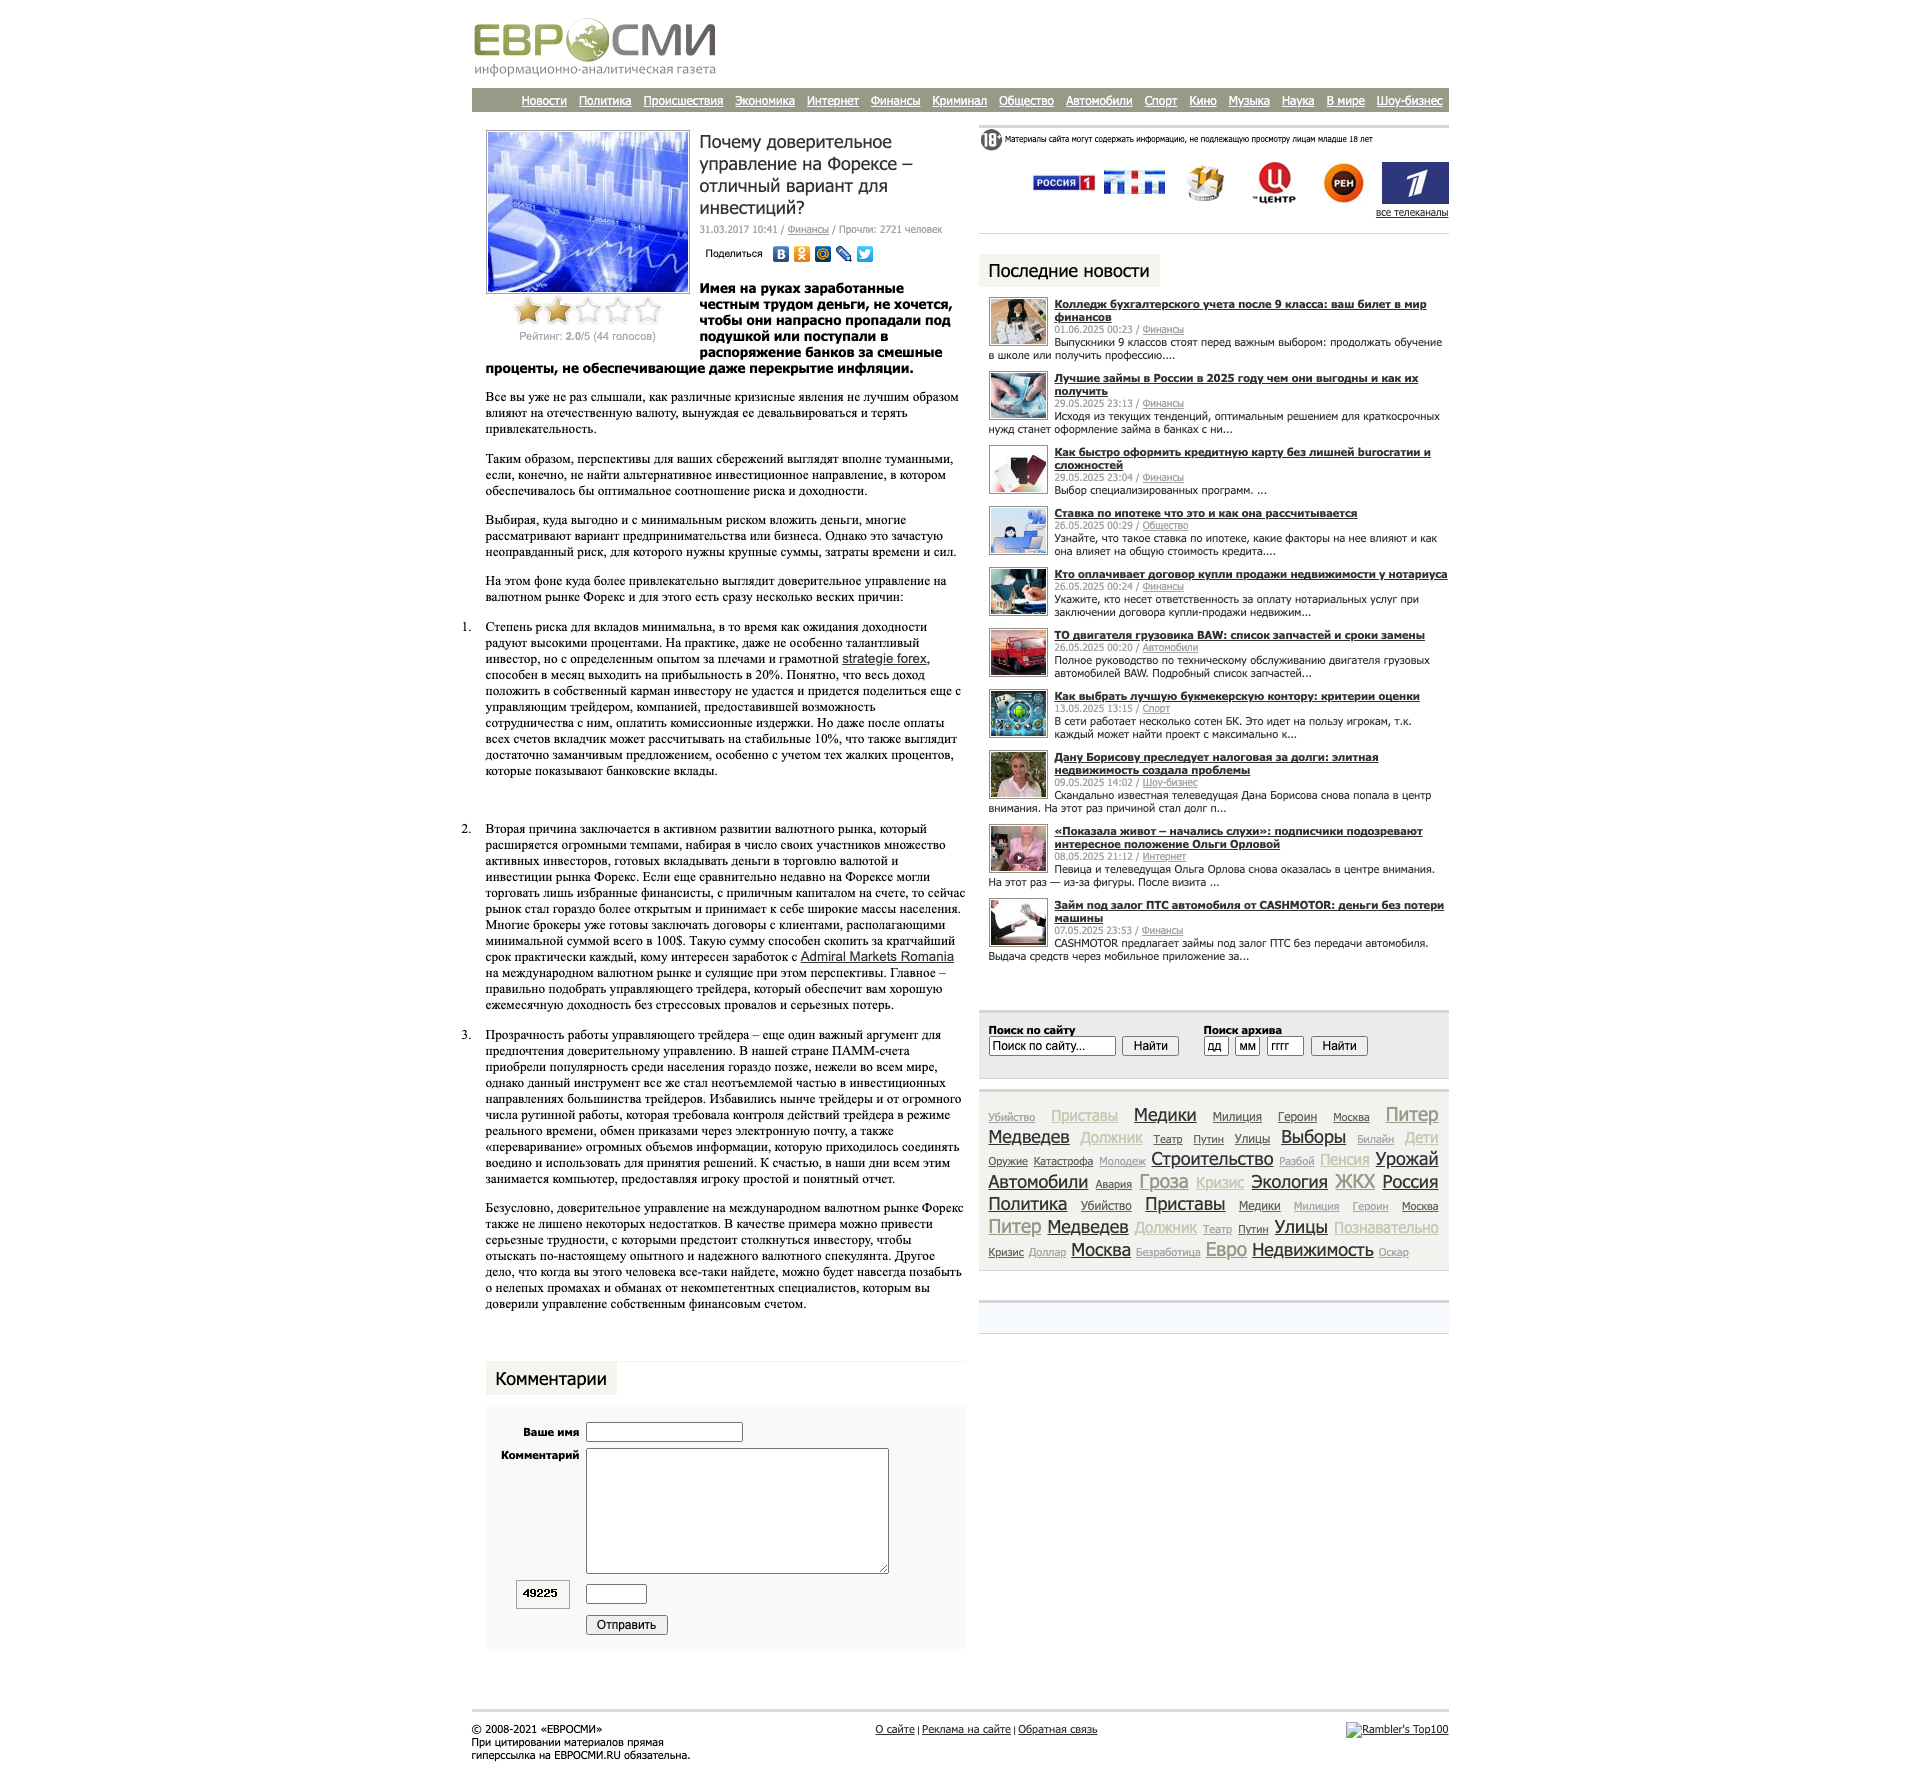 ЕВРОСМИ
информационно-аналитическая газета
Новости Политика Происшествия Экономика Интернет Финансы Криминал Общество Автомобили Спорт Кино Музыка Наука В мире Шоу-бизнес
Почему доверительное
управление на Форексе –
отличный вариант для
инвестиций?
31.03.2017 10:41 / Финансы / Прочли: 2721 человек
Поделиться
Рейтинг: 2.0/5 (44 голосов)
Имея на руках заработанные
честным трудом деньги, не хочется,
чтобы они напрасно пропадали под
подушкой или поступали в
распоряжение банков за смешные
проценты, не обеспечивающие даже перекрытие инфляции.
Все вы уже не раз слышали, как различные кризисные явления не лучшим образом
влияют на отечественную валюту, вынуждая ее девальвироваться и терять
привлекательность.
Таким образом, перспективы для ваших сбережений выглядят вполне туманными,
если, конечно, не найти альтернативное инвестиционное направление, в котором
обеспечивалось бы оптимальное соотношение риска и доходности.
Выбирая, куда выгодно и с минимальным риском вложить деньги, многие
рассматривают вариант предпринимательства или бизнеса. Однако это зачастую
неоправданный риск, для которого нужны крупные суммы, затраты времени и сил.
На этом фоне куда более привлекательно выглядит доверительное управление на
валютном рынке Форекс и для этого есть сразу несколько веских причин:
1. Степень риска для вкладов минимальна, в то время как ожидания доходности
радуют высокими процентами. На практике, даже не особенно талантливый
инвестор, но с определенным опытом за плечами и грамотной strategie forex,
способен в месяц выходить на прибыльность в 20%. Понятно, что весь доход
положить в собственный карман инвестору не удастся и придется поделиться еще с
управляющим трейдером, компанией, предоставившей возможность
сотрудничества с ним, оплатить комиссионные издержки. Но даже после оплаты
всех счетов вкладчик может рассчитывать на стабильные 10%, что также выглядит
достаточно заманчивым предложением, особенно с учетом тех жалких процентов,
которые показывают банковские вклады.
2. Вторая причина заключается в активном развитии валютного рынка, который
расширяется огромными темпами, набирая в число своих участников множество
активных инвесторов, готовых вкладывать деньги в торговлю валютой и
инвестиции рынка Форекс. Если еще сравнительно недавно на Форексе могли
торговать лишь избранные финансисты, с приличным капиталом на счете, то сейчас
рынок стал гораздо более открытым и принимает к себе широкие массы населения.
Многие брокеры уже готовы заключать договоры с клиентами, располагающими
минимальной суммой всего в 100$. Такую сумму способен скопить за кратчайший
срок практически каждый, кому интересен заработок с Admiral Markets Romania
на международном валютном рынке и сулящие при этом перспективы. Главное –
правильно подобрать управляющего трейдера, который обеспечит вам хорошую
ежемесячную доходность без стрессовых провалов и серьезных потерь.
3. Прозрачность работы управляющего трейдера – еще один важный аргумент для
предпочтения доверительному управлению. В нашей стране ПАММ-счета
приобрели популярность среди населения гораздо позже, нежели во всем мире,
однако данный инструмент все же стал неотъемлемой частью в инвестиционных
направлениях большинства трейдеров. Избавились нынче трейдеры и от огромного
числа рутинной работы, которая требовала контроля действий трейдера в режиме
реального времени, обмен приказами через электронную почту, а также
«переваривание» огромных объемов информации, которую приходилось соединять
воедино и использовать для принятия решений. К счастью, в наши дни всем этим
занимается компьютер, предоставляя игроку простой и понятный отчет.
Безусловно, доверительное управление на международном валютном рынке Форекс
также не лишено некоторых недостатков. В качестве примера можно привести
серьезные трудности, с которыми предстоит столкнуться инвестору, чтобы
отыскать по-настоящему опытного и надежного валютного спекулянта. Другое
дело, что когда вы этого человека все-таки найдете, можно будет навсегда позабыть
о нелепых промахах и обманах от некомпетентных специалистов, которым вы
доверили управление собственным финансовым счетом.
Комментарии
Ваше имя
Комментарий
49225
Отправить
18+ Материалы сайта могут содержать информацию, не подлежащую просмотру лицам младше 18 лет
РОССИЯ 1 ТНТ ТВ ЦЕНТР РЕН 1
все телеканалы
Последние новости
Колледж бухгалтерского учета после 9 класса: ваш билет в мир
финансов
01.06.2025 00:23 / Финансы
Выпускники 9 классов стоят перед важным выбором: продолжать обучение
в школе или получить профессию....
Лучшие займы в России в 2025 году чем они выгодны и как их
получить
29.05.2025 23:13 / Финансы
Исходя из текущих тенденций, оптимальным решением для краткосрочных
нужд станет оформление займа в банках с ни...
Как быстро оформить кредитную карту без лишней burocгатии и
сложностей
29.05.2025 23:04 / Финансы
Выбор специализированных программ. ...
Ставка по ипотеке что это и как она рассчитывается
26.05.2025 00:29 / Общество
Узнайте, что такое ставка по ипотеке, какие факторы на нее влияют и как
она влияет на общую стоимость кредита....
Кто оплачивает договор купли продажи недвижимости у нотариуса
26.05.2025 00:24 / Финансы
Укажите, кто несет ответственность за оплату нотариальных услуг при
заключении договора купли-продажи недвижим...
ТО двигателя грузовика BAW: список запчастей и сроки замены
26.05.2025 00:20 / Автомобили
Полное руководство по техническому обслуживанию двигателя грузовых
автомобилей BAW. Подробный список запчастей...
Как выбрать лучшую букмекерскую контору: критерии оценки
13.05.2025 13:15 / Спорт
В сети работает несколько сотен БК. Это идет на пользу игрокам, т.к.
каждый может найти проект с максимально к...
Дану Борисову преследует налоговая за долги: элитная
недвижимость создала проблемы
09.05.2025 14:02 / Шоу-бизнес
Скандально известная телеведущая Дана Борисова снова попала в центр
внимания. На этот раз причиной стал долг п...
«Показала живот – начались слухи»: подписчики подозревают
интересное положение Ольги Орловой
08.05.2025 21:12 / Интернет
Певица и телеведущая Ольга Орлова снова оказалась в центре внимания.
На этот раз — из-за фигуры. После визита ...
Займ под залог ПТС автомобиля от CASHMOTOR: деньги без потери
машины
07.05.2025 23:53 / Финансы
CASHMOTOR предлагает займы под залог ПТС без передачи автомобиля.
Выдача средств через мобильное приложение за...
Поиск по сайту Поиск архива
Поиск по сайту... Найти дд мм гггг Найти
Убийство Приставы Медики Милиция Героин Москва Питер
Медведев Должник Театр Путин Улицы Выборы Билайн Дети
Оружие Катастрофа Молодеж Строительство Разбой Пенсия Урожай
Автомобили Авария Гроза Кризис Экология ЖКХ Россия
Политика Убийство Приставы Медики Милиция Героин Москва
Питер Медведев Должник Театр Путин Улицы Познавательно
Кризис Доллар Москва Безработица Евро Недвижимость Оскар
© 2008-2021 «ЕВРОСМИ»
При цитировании материалов прямая
гиперссылка на ЕВРОСМИ.RU обязательна.
О сайте | Реклама на сайте | Обратная связь
Rambler's Top100